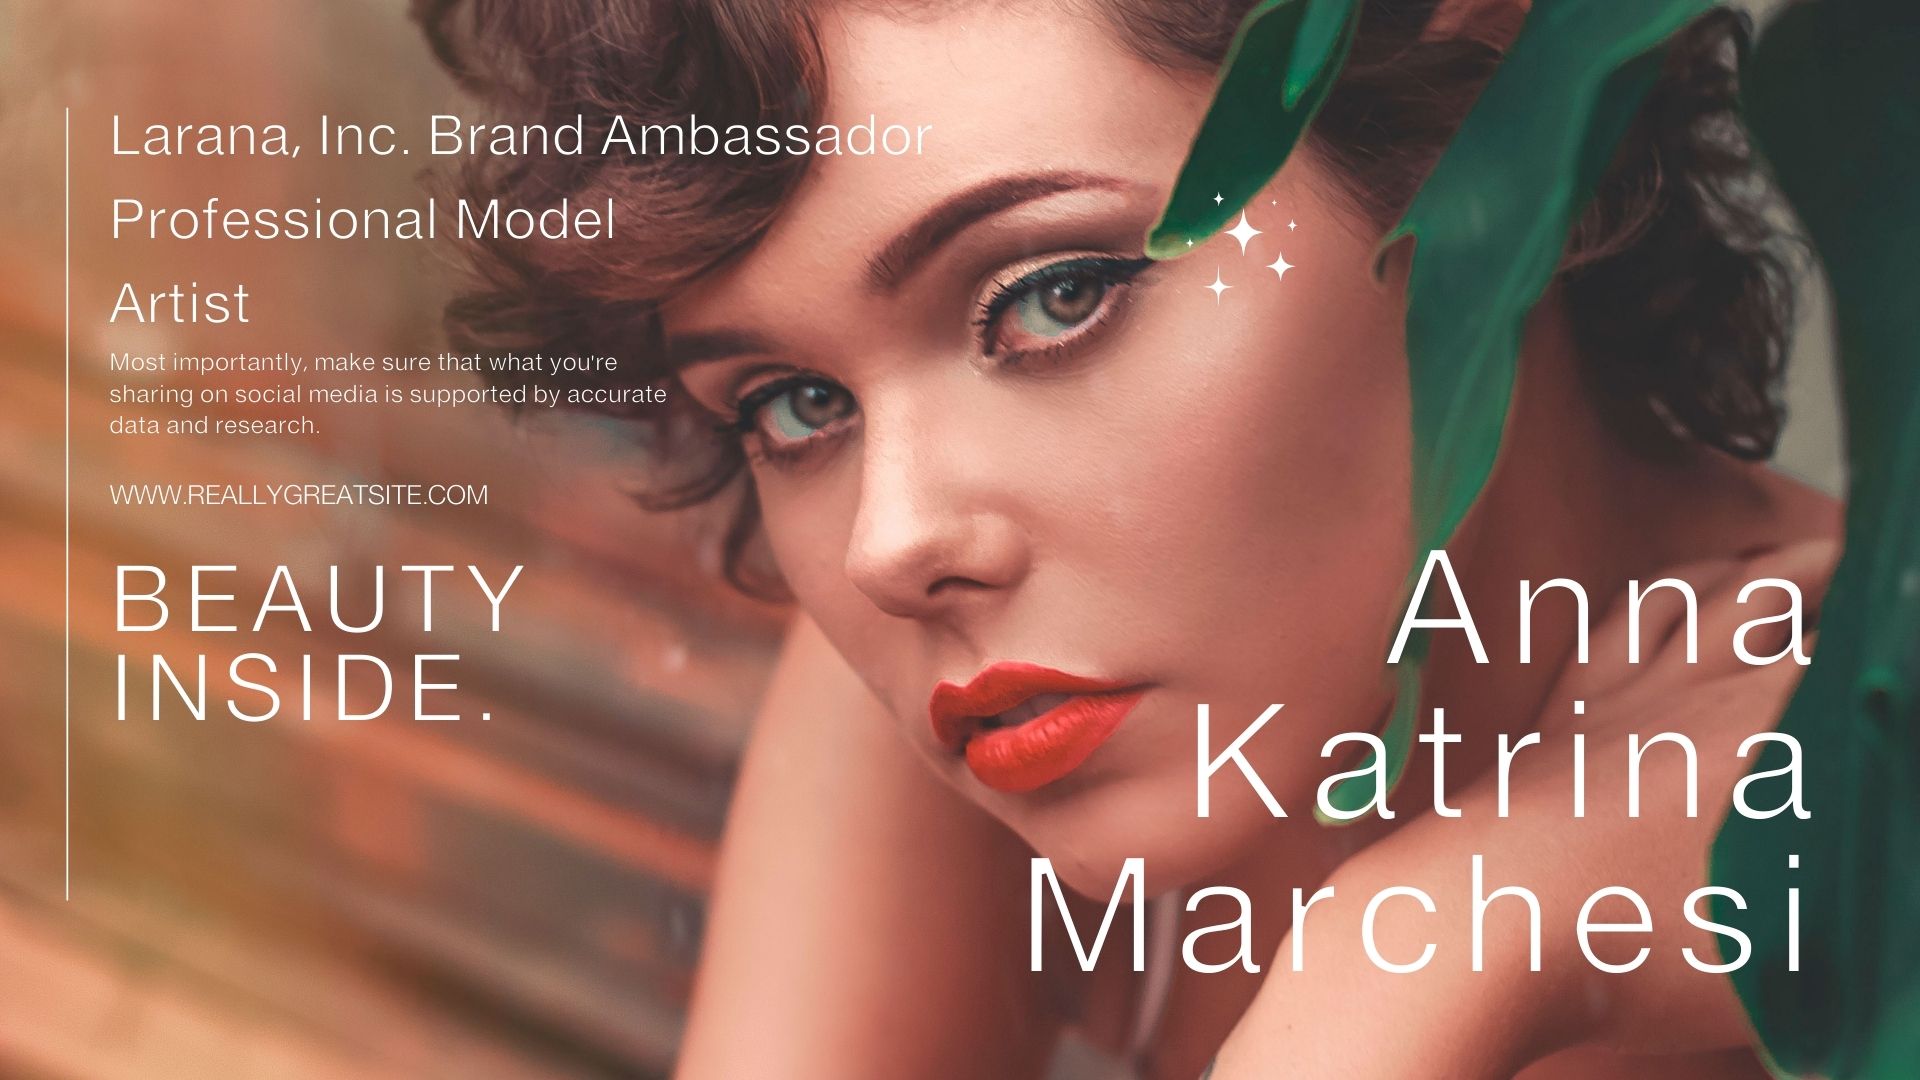 Larana, Inc. Brand Ambassador
Professional Model
Artist
Most importantly, make sure that what you're
sharing on social media is supported by accurate
data and research.
WWW.REALLYGREATSITE.COM
BEAUTY
INSIDE.
Anna
Katrina
Marchesi